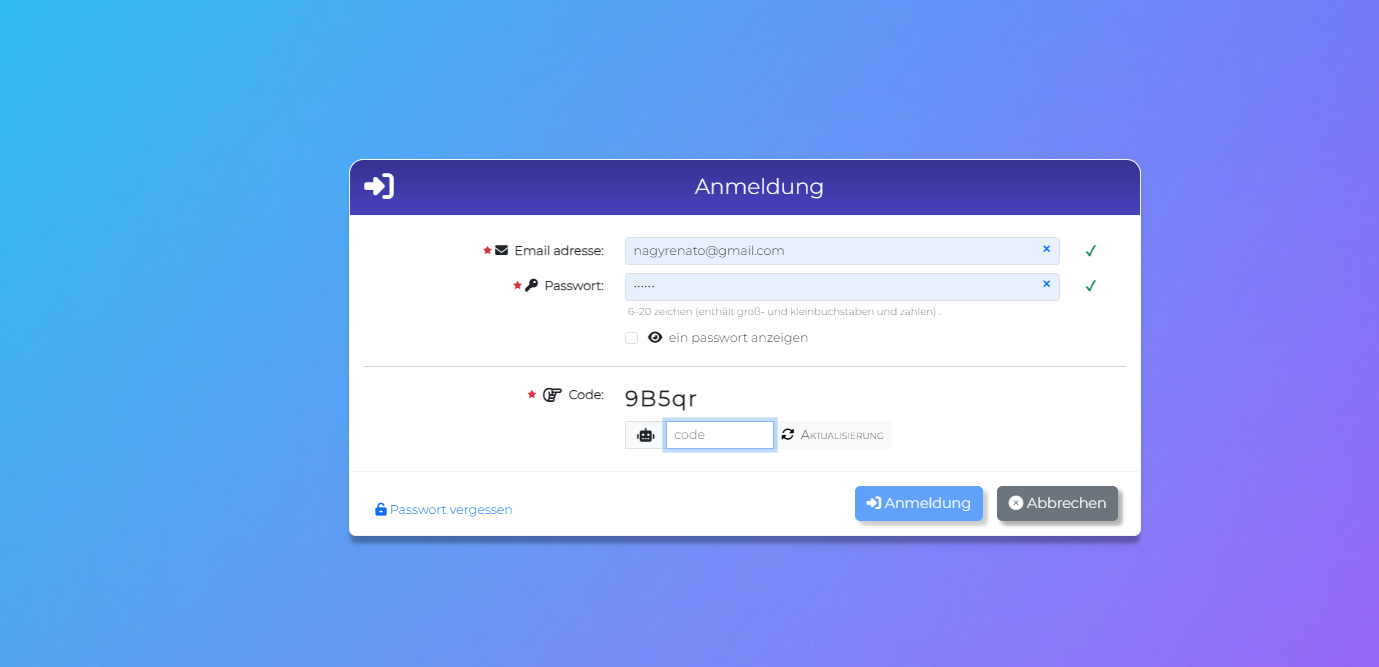 Anmeldung
Email adresse:
nagyrenato@gmail.com
Passwort:
······
6-20 zeichen (enthält groß- und kleinbuchstaben und zahlen) .
ein passwort anzeigen
Code:
9B5qr
code
Aktualisierung
Passwort vergessen
Anmeldung
Abbrechen